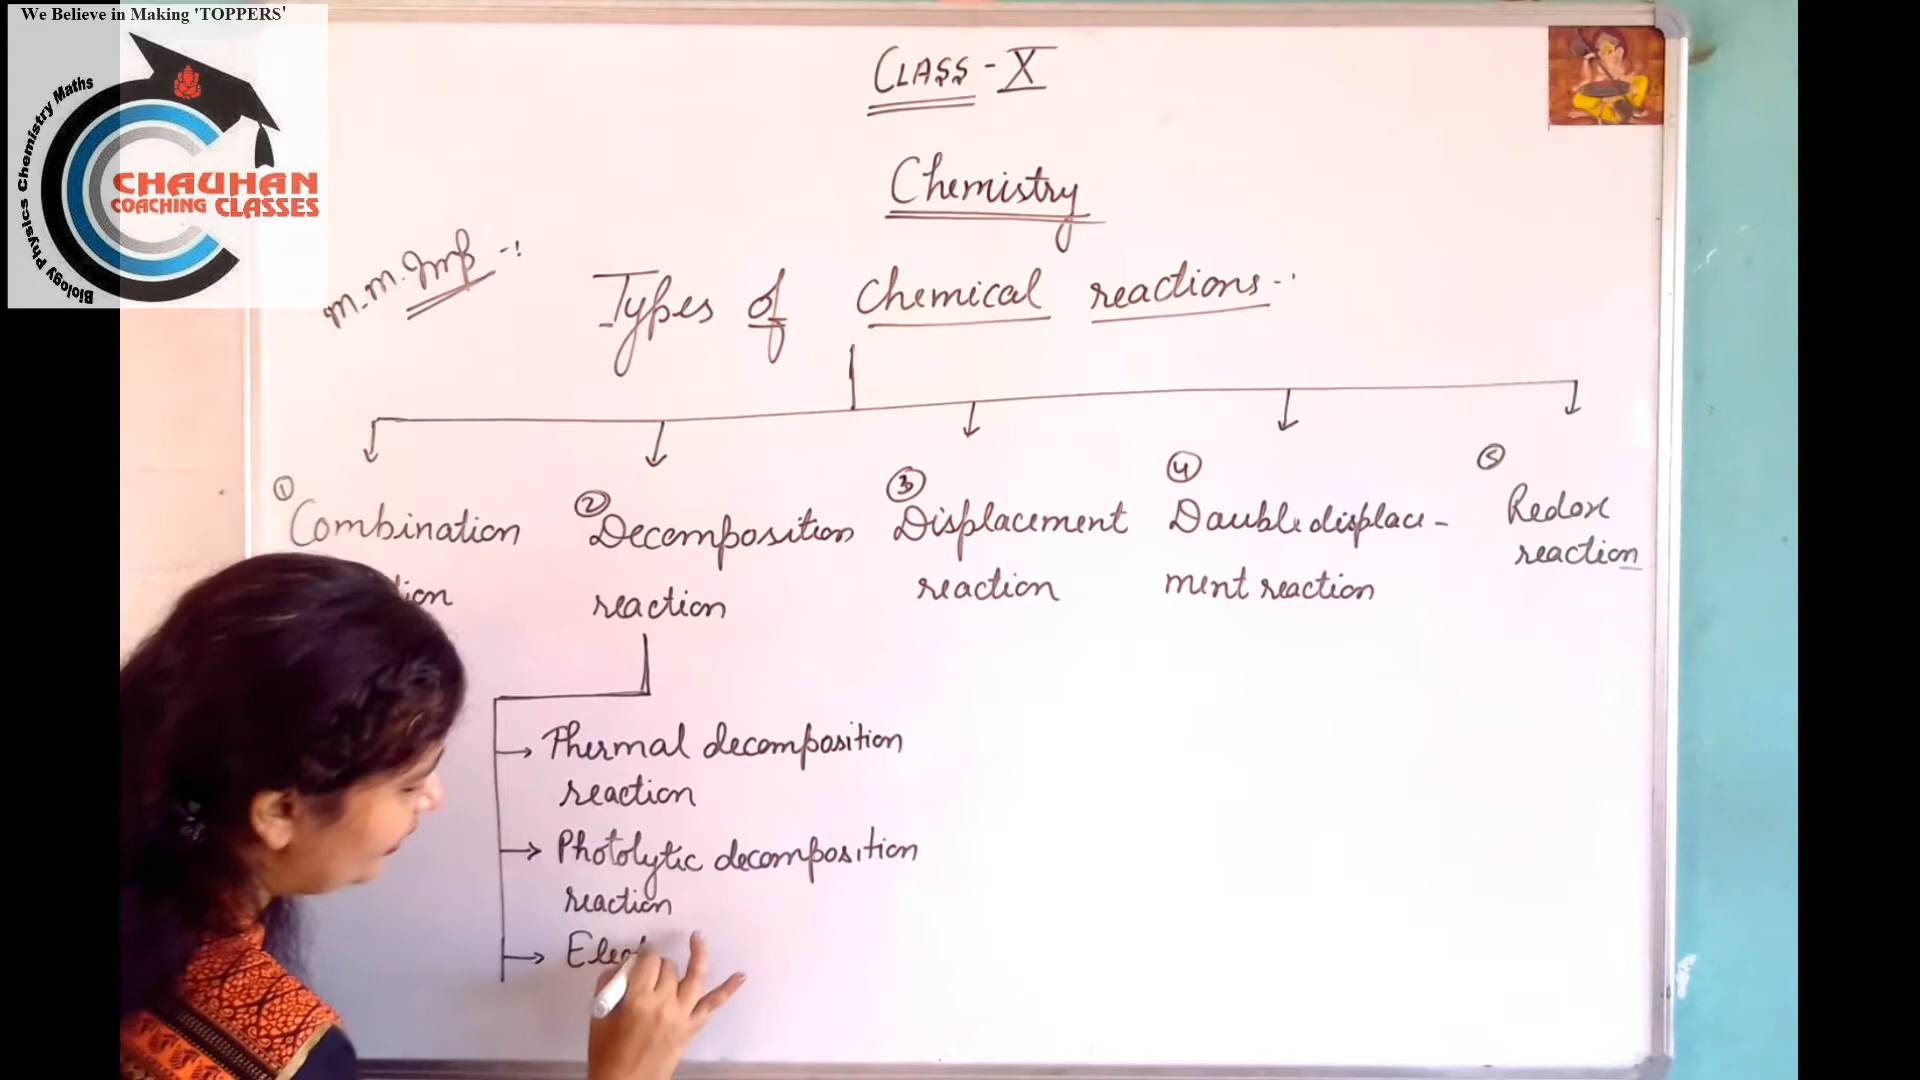 We Believe in Making 'TOPPERS'
Biology Physics Chemistry Maths
CHAUHAN
COACHING CLASSES
CLASS - X
Chemistry
M.M. Imp -:
Types of Chemical reactions -:
① Combination
② Decomposition
reaction
③ Displacement
reaction
④ Double displace -
ment reaction
⑤ Redox
reaction
→ Thermal decomposition
reaction
→ Photolytic decomposition
reaction